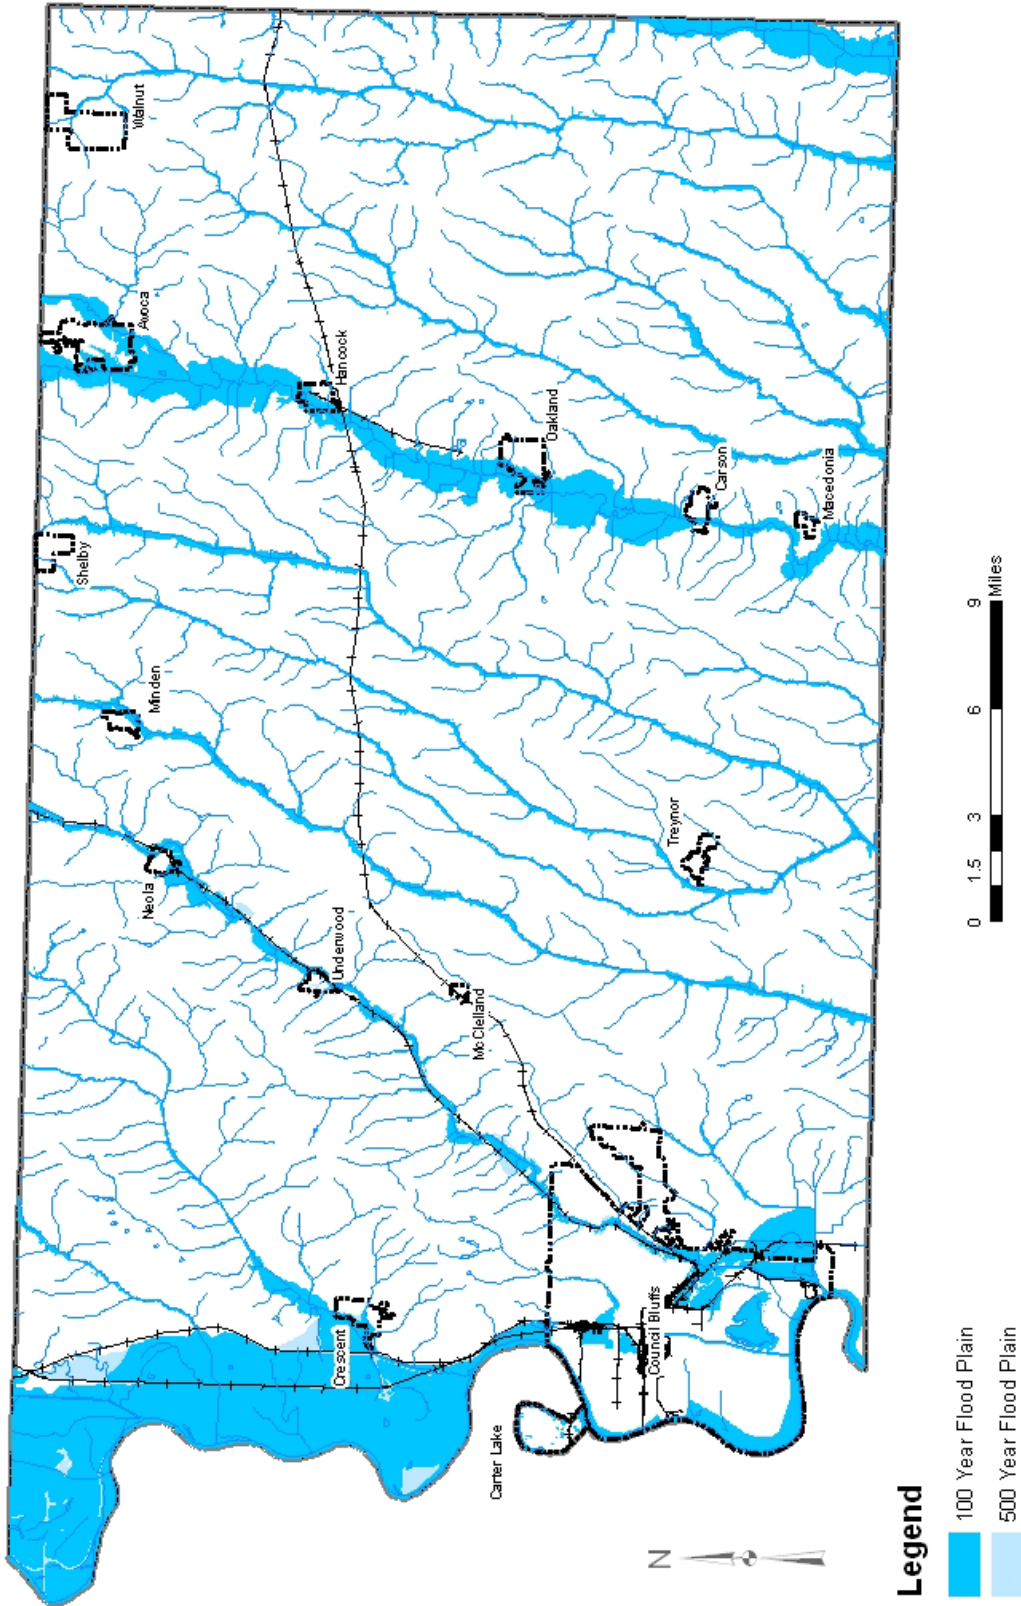 Walnut
Avoca
Shelby
Hancock
Minden
Neola
Underwood
Oakland
McClelland
Carson
Macedonia
Treynor
Crescent
Council Bluffs
Carter Lake
N
0 1.5 3 6 9
Miles
Legend
100 Year Flood Plain
500 Year Flood Plain